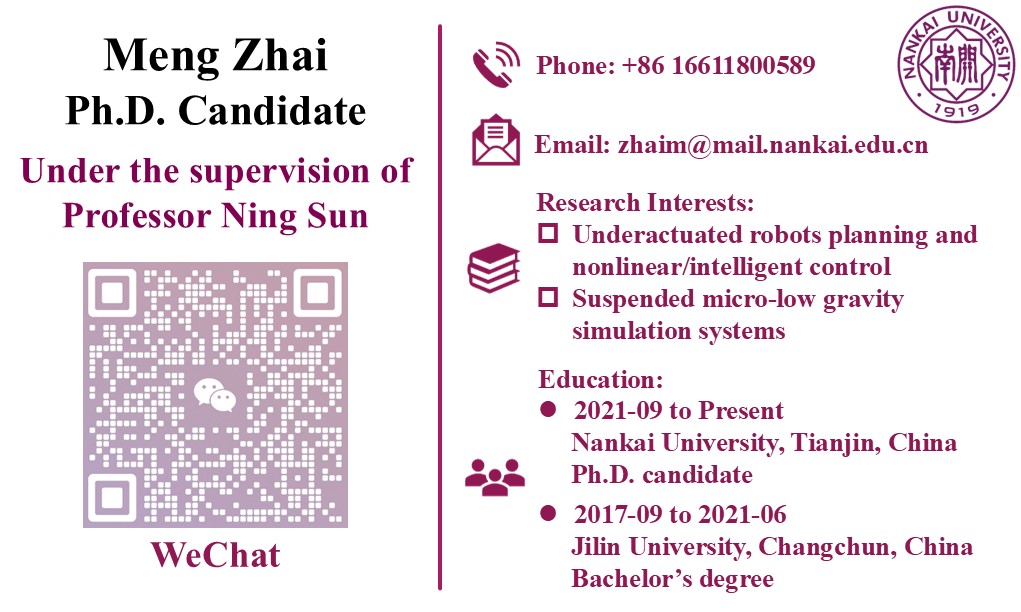 Meng Zhai
Ph.D. Candidate
Under the supervision of
Professor Ning Sun
WeChat
Phone: +86 16611800589
Email: zhaim@mail.nankai.edu.cn
Research Interests:
Underactuated robots planning and
nonlinear/intelligent control
Suspended micro-low gravity
simulation systems
Education:
2021-09 to Present
Nankai University, Tianjin, China
Ph.D. candidate
2017-09 to 2021-06
Jilin University, Changchun, China
Bachelor's degree
NANKAI UNIVERSITY
南開
1919